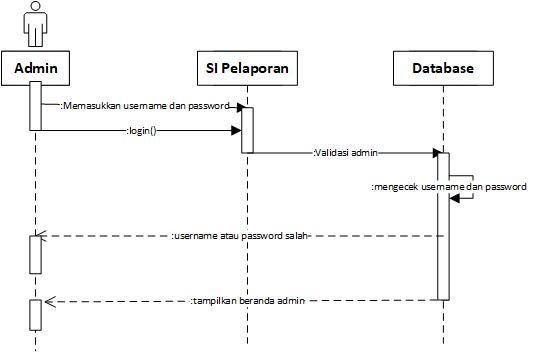 Admin
SI Pelaporan
Database
:Memasukkan username dan password
:login()
:Validasi admin
:mengecek username dan password
:username atau password salah
:tampilkan beranda admin